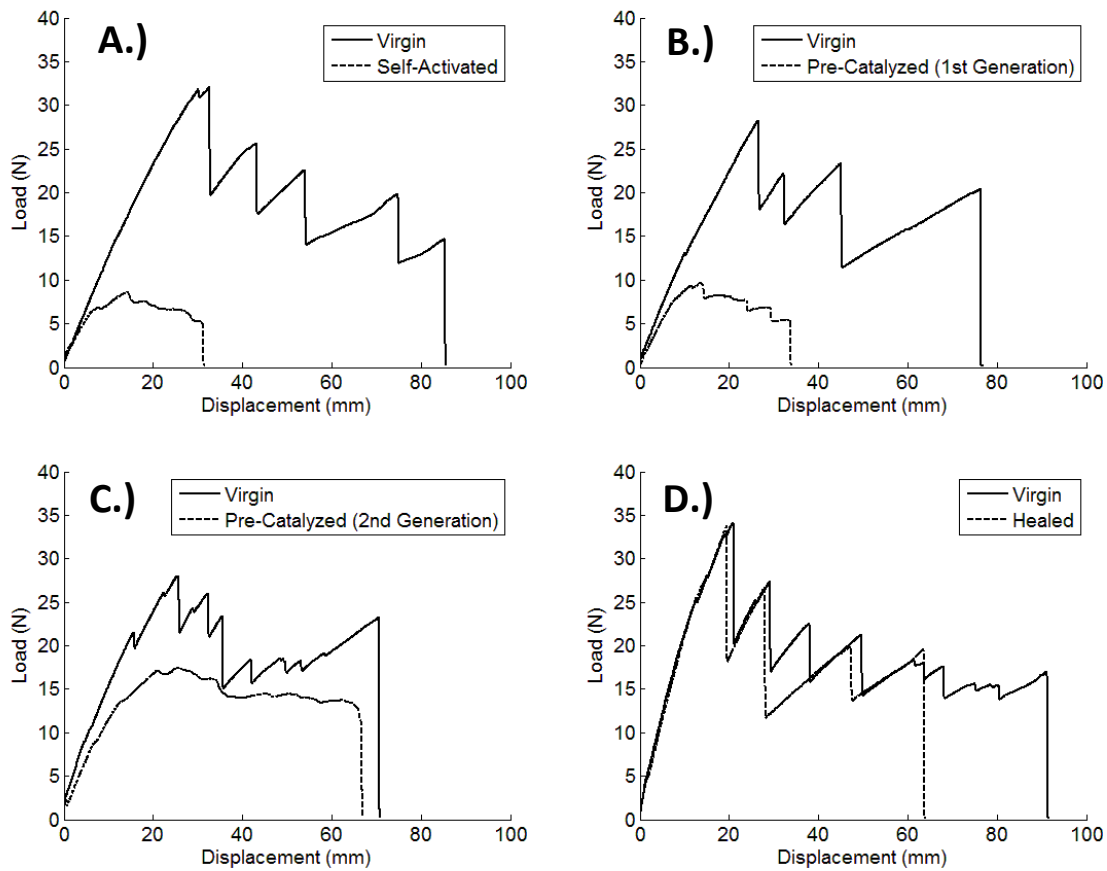 A.)
Virgin
Self-Activated
40
35
30
25
20
15
10
5
0
Load (N)
0 20 40 60 80 100
Displacement (mm)
B.)
Virgin
Pre-Catalyzed (1st Generation)
40
35
30
25
20
15
10
5
0
Load (N)
0 20 40 60 80 100
Displacement (mm)
C.)
Virgin
Pre-Catalyzed (2nd Generation)
40
35
30
25
20
15
10
5
0
Load (N)
0 20 40 60 80 100
Displacement (mm)
D.)
Virgin
Healed
40
35
30
25
20
15
10
5
0
Load (N)
0 20 40 60 80 100
Displacement (mm)